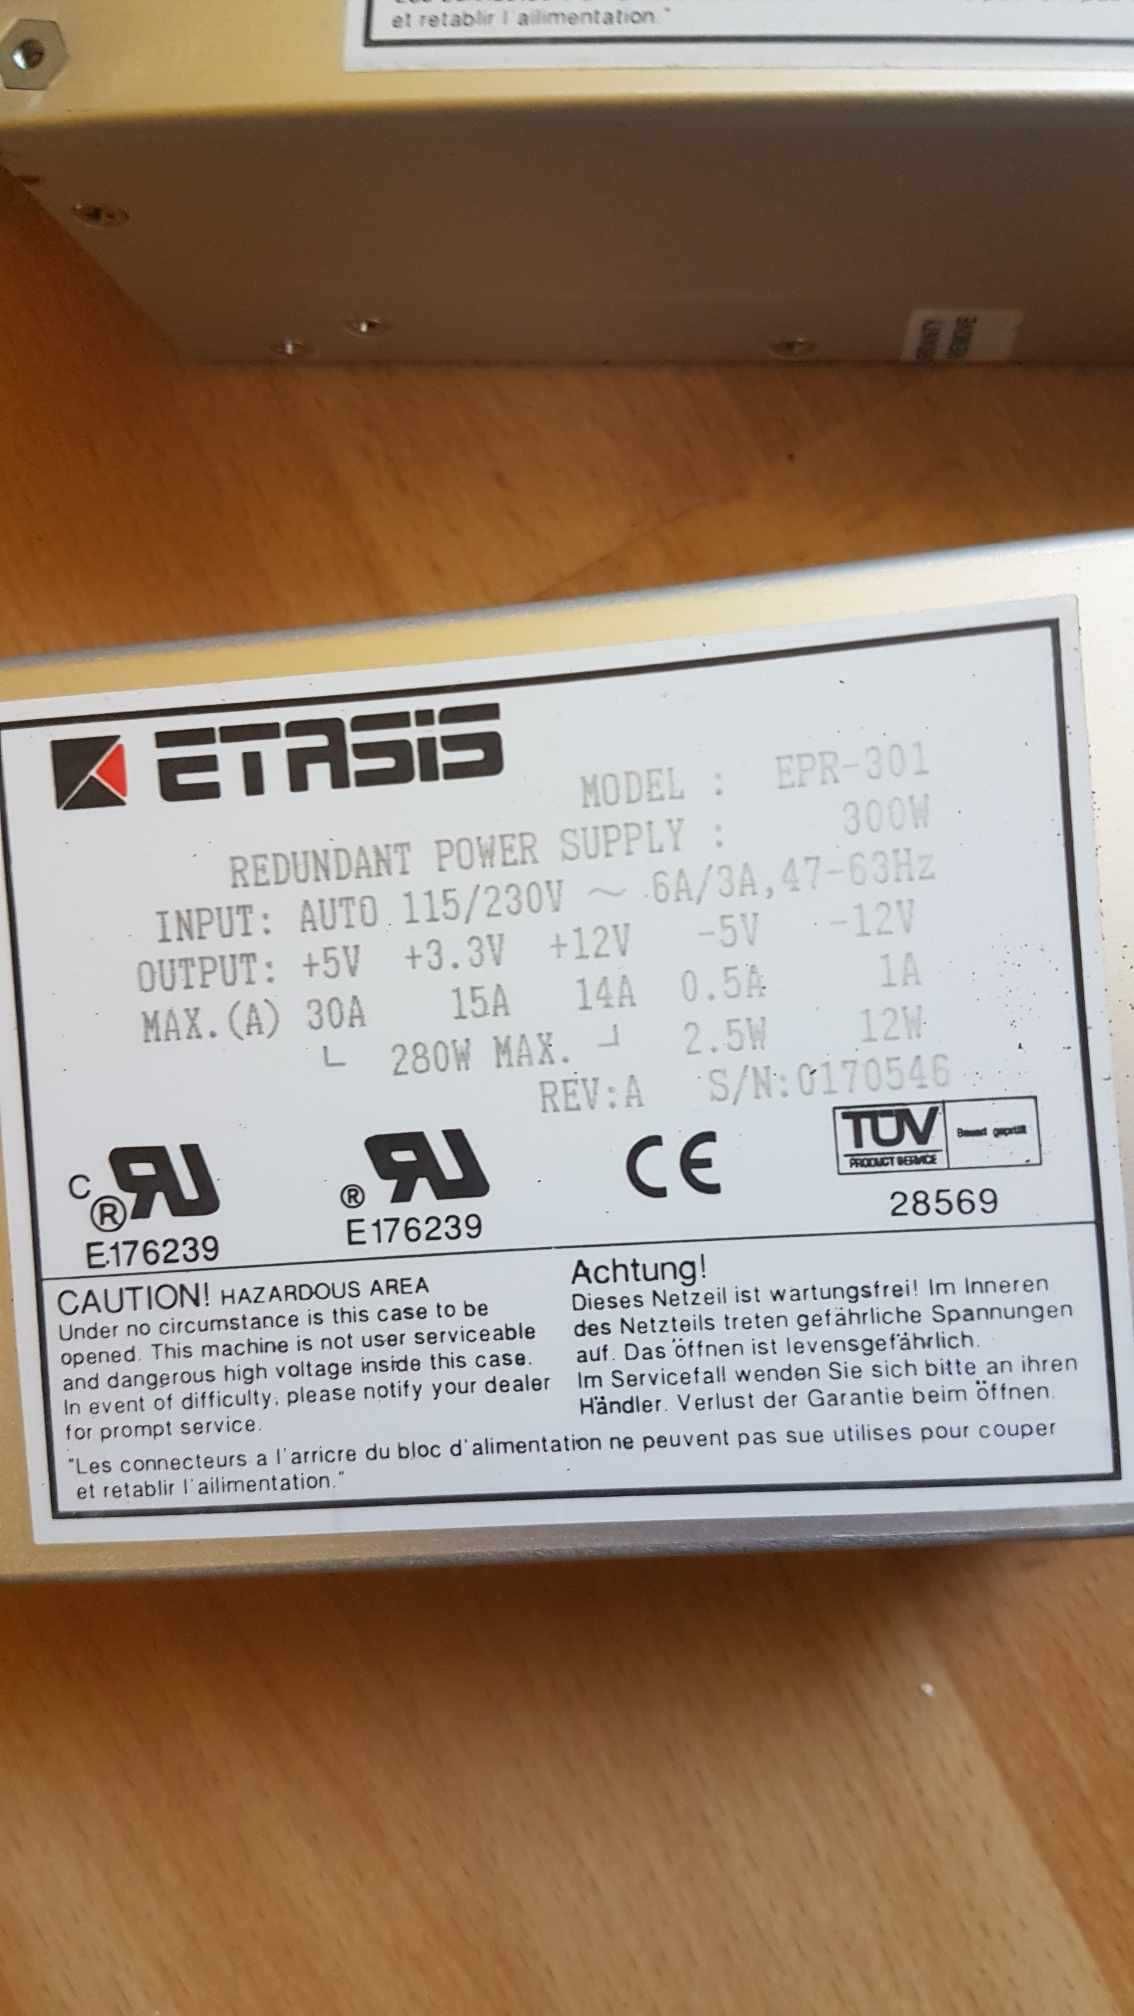 et retablir l'ailimentation."
ETASIS
MODEL : EPR-301
REDUNDANT POWER SUPPLY : 300W
INPUT: AUTO 115/230V ~ 6A/3A,47-63Hz
OUTPUT: +5V +3.3V +12V -5V -12V
MAX.(A) 30A 15A 14A 0.5A 1A
└ 280W MAX. ┘ 2.5W 12W
REV:A S/N:0170546
C ® E176239
® E176239
CE
TÜV
PRODUCT SERVICE
Bauart geprüft
28569
CAUTION! HAZARDOUS AREA
Under no circumstance is this case to be
opened. This machine is not user serviceable
and dangerous high voltage inside this case.
In event of difficulty, please notify your dealer
for prompt service.
Achtung!
Dieses Netzeil ist wartungsfrei! Im Inneren
des Netzteils treten gefährliche Spannungen
auf. Das öffnen ist levensgefährlich.
Im Servicefall wenden Sie sich bitte an ihren
Händler. Verlust der Garantie beim öffnen.
"Les connecteurs a l'arricre du bloc d'alimentation ne peuvent pas sue utilises pour couper
et retablir l'ailimentation."